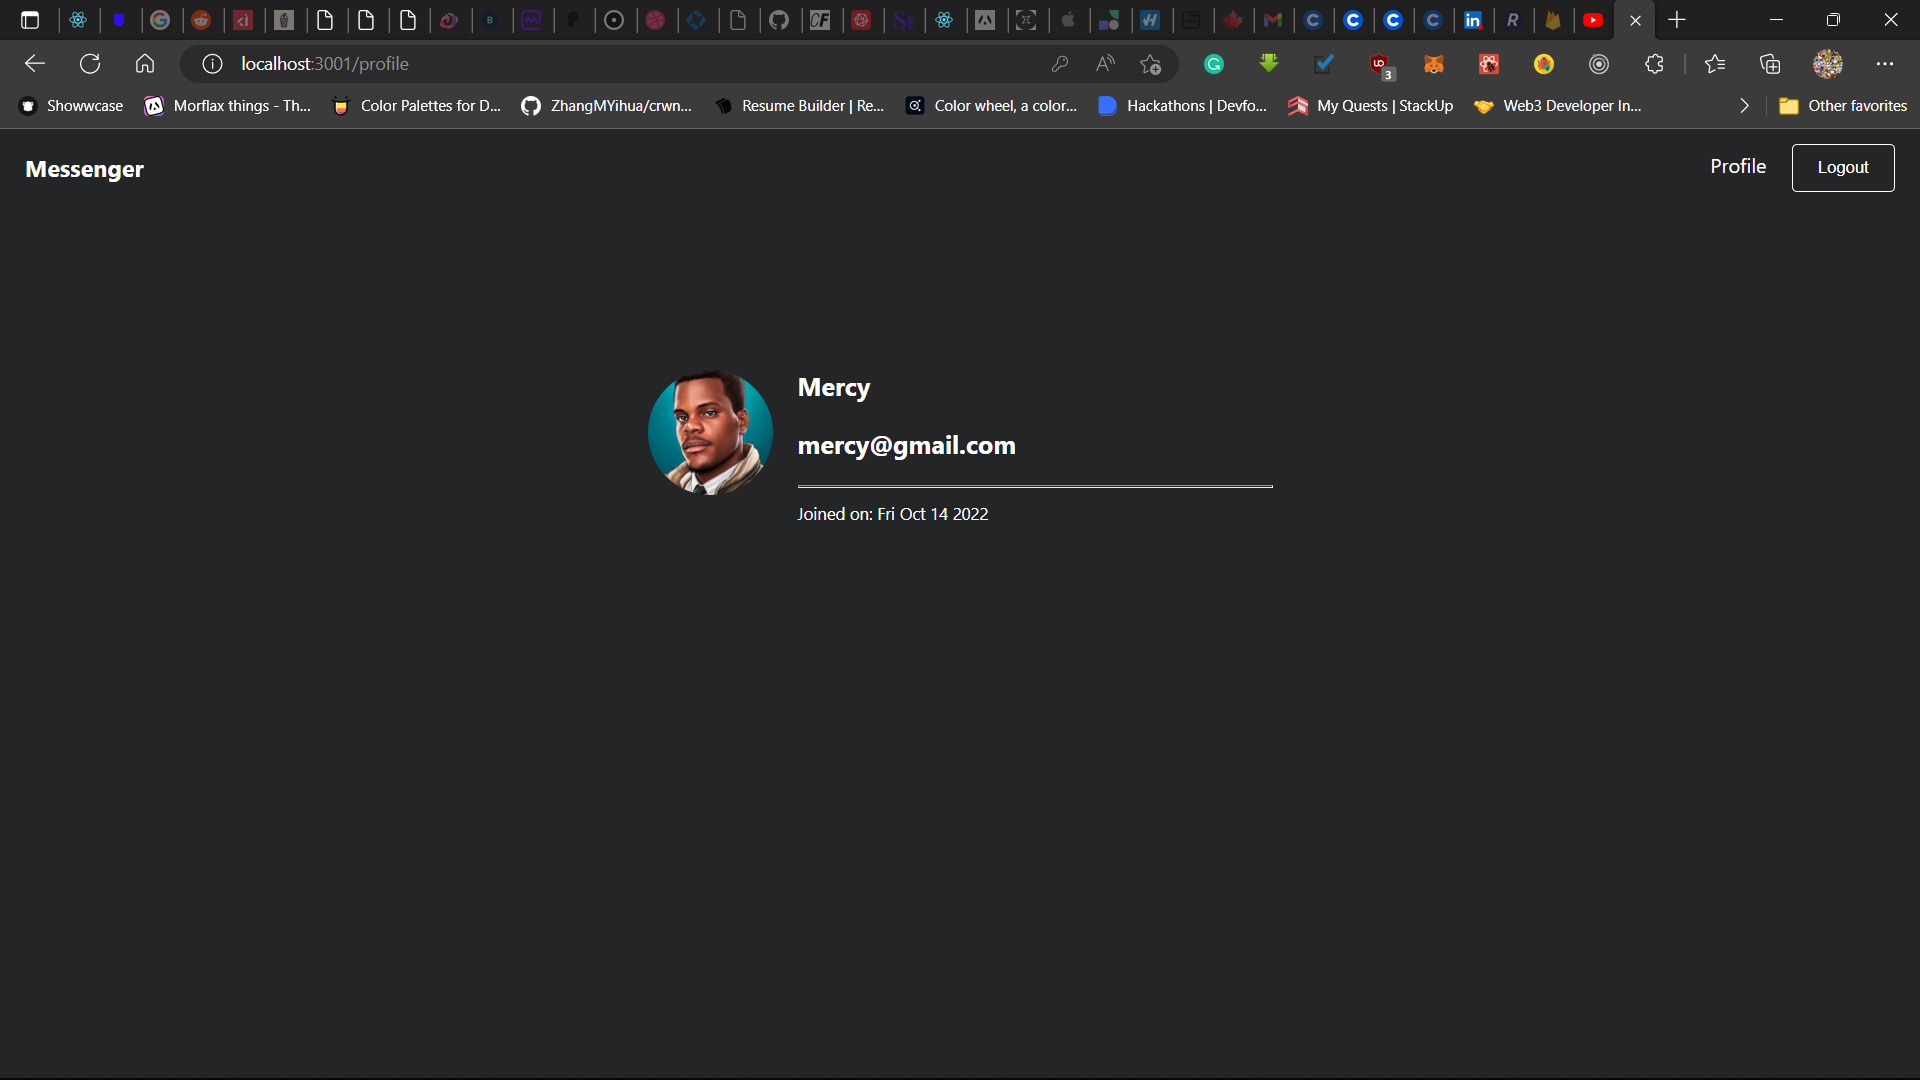 localhost:3001/profile
3
Showwcase
Morflax things - Th...
Color Palettes for D...
ZhangMYihua/crwn...
Resume Builder | Re...
Color wheel, a color...
Hackathons | Devfo...
My Quests | StackUp
Web3 Developer In...
Other favorites
Messenger
Profile
Logout
Mercy
mercy@gmail.com
Joined on: Fri Oct 14 2022